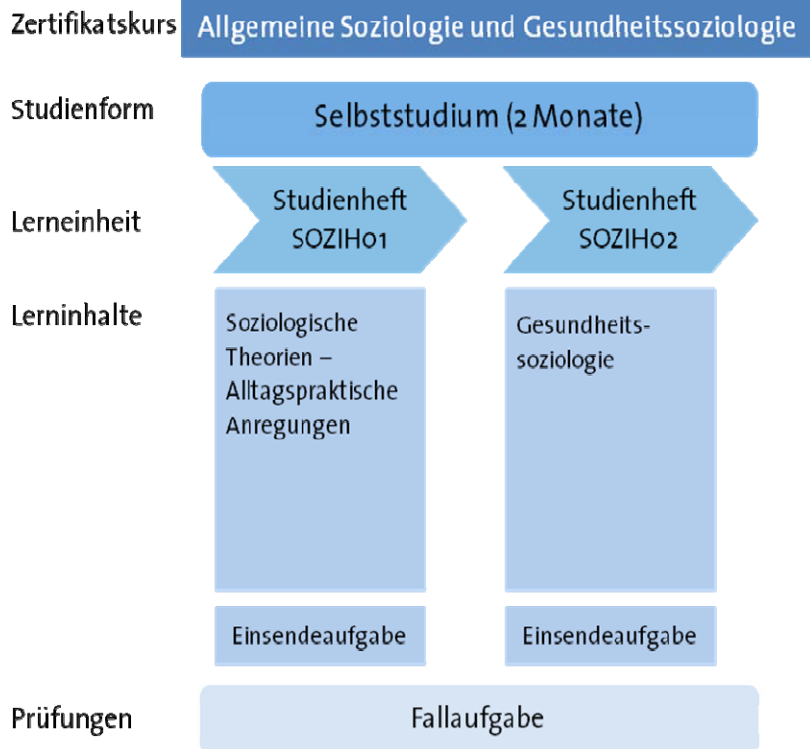 Zertifikatskurs Allgemeine Soziologie und Gesundheitssoziologie
Studienform Selbststudium (2 Monate)
Lerneinheit
Studienheft
SOZIH01
Studienheft
SOZIH02
Lerninhalte
Soziologische
Theorien –
Alltagspraktische
Anregungen
Gesundheits-
soziologie
Einsendeaufgabe
Einsendeaufgabe
Prüfungen Fallaufgabe